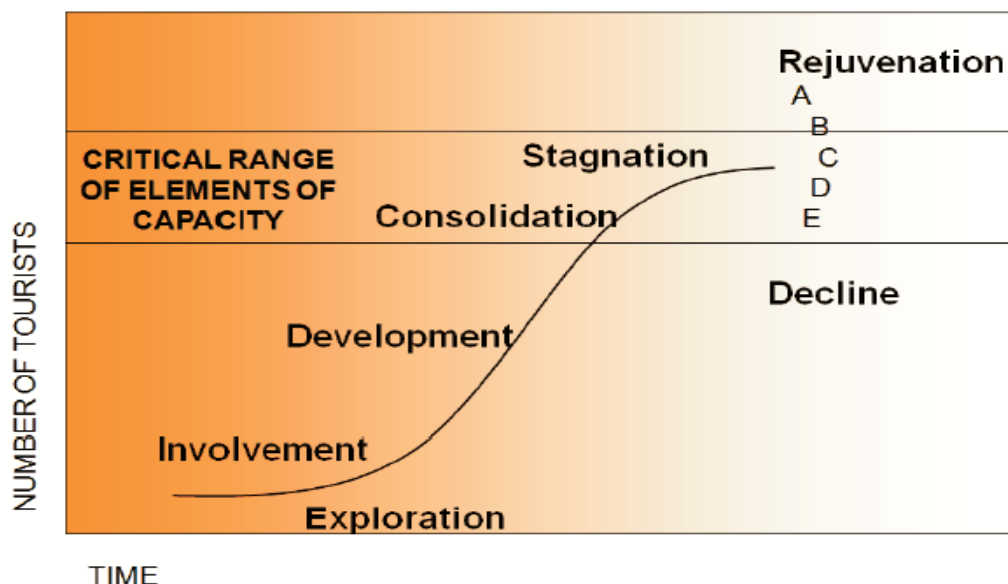 Rejuvenation
A
B
CRITICAL RANGE
OF ELEMENTS OF
CAPACITY
Stagnation
C
D
Consolidation
E
Decline
Development
Involvement
Exploration
NUMBER OF TOURISTS
TIME